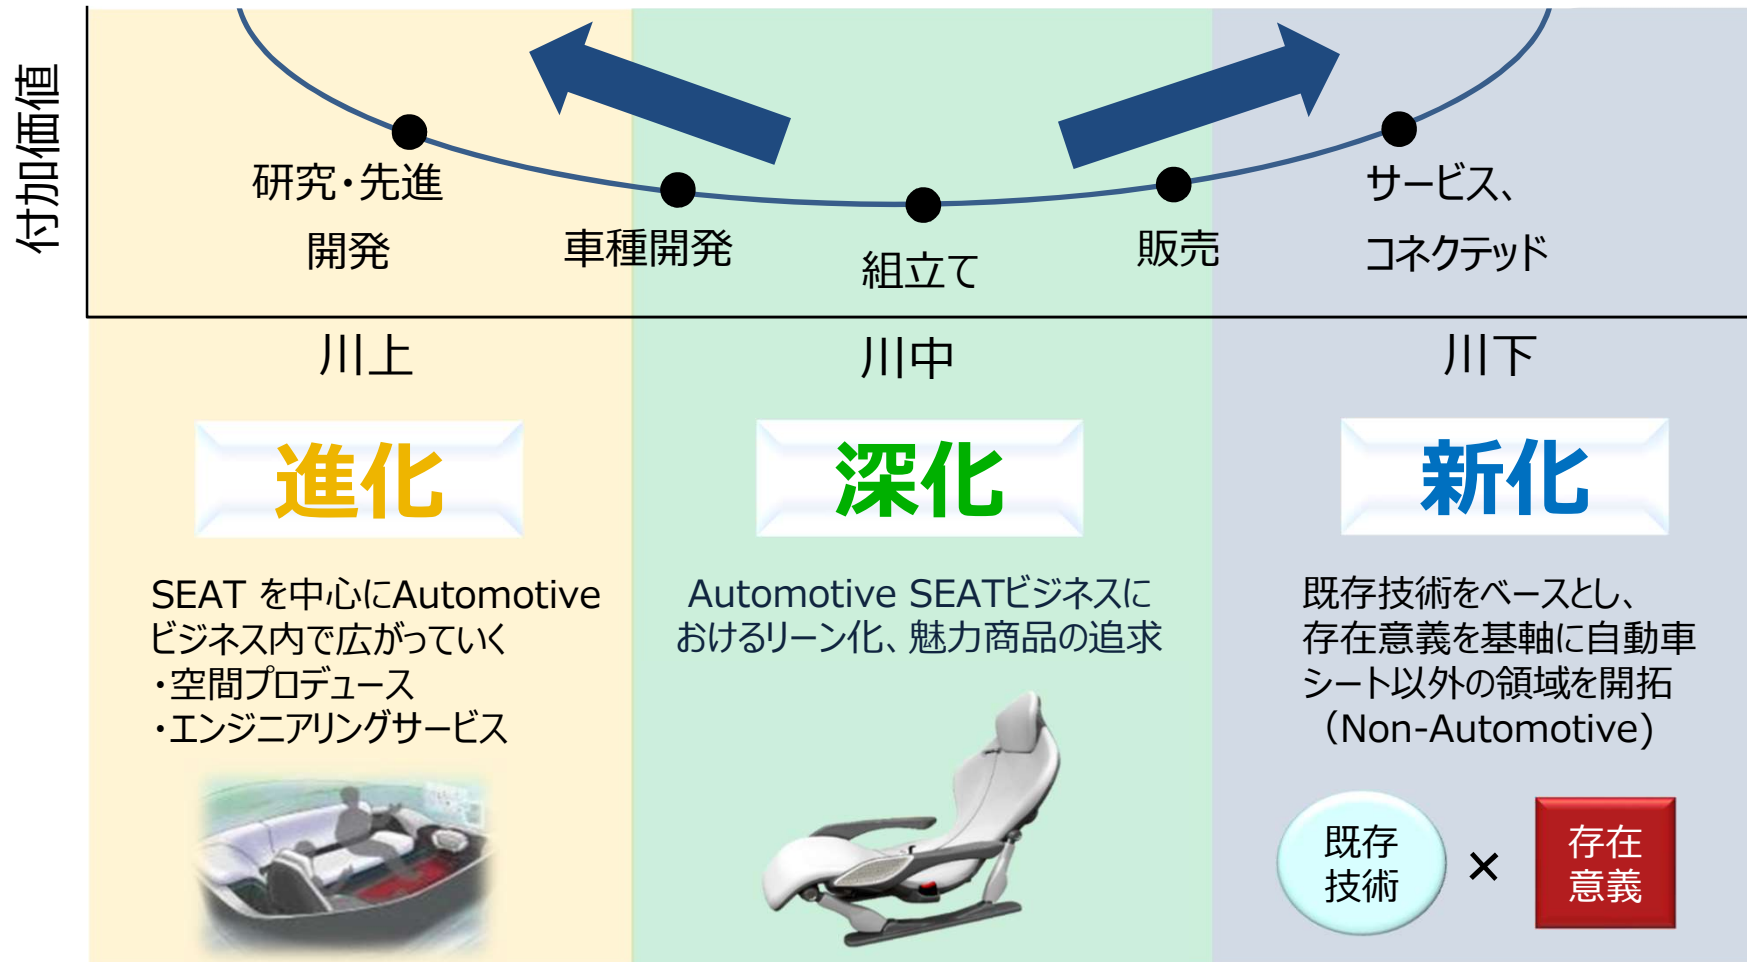 付加価値
研究・先進
開発
車種開発
組立て
販売
サービス、
コネクテッド
川上
川中
川下
進化
深化
新化
SEAT を中心にAutomotive
ビジネス内で広がっていく
・空間プロデュース
・エンジニアリングサービス
Automotive SEATビジネスに
おけるリーン化、魅力商品の追求
既存技術をベースとし、
存在意義を基軸に自動車
シート以外の領域を開拓
（Non-Automotive)
既存
技術
×
存在
意義